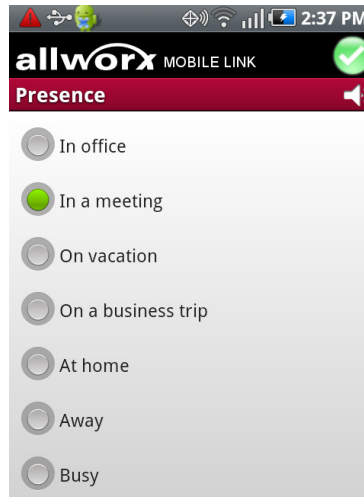 2:37 PM
allworx MOBILE LINK
Presence
In office
In a meeting
On vacation
On a business trip
At home
Away
Busy